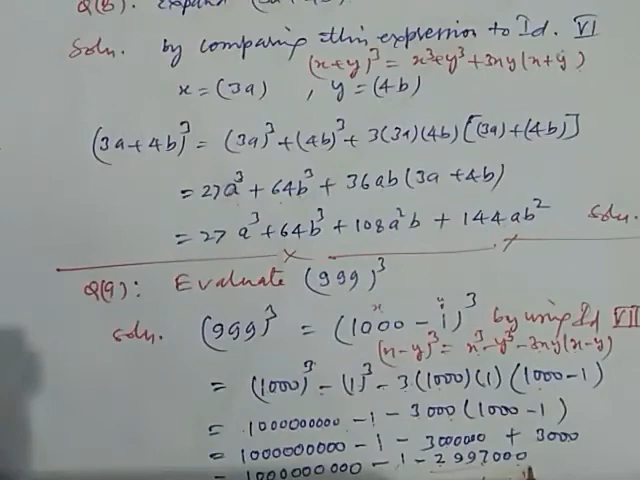 Q(8): Expand
Soln. by comparing this expression to Id. VI
(x+y)³ = x³+y³+3xy(x+y)
x = (3a) , y = (4b)
(3a+4b)³ = (3a)³+(4b)³+3(3a)(4b)[(3a)+(4b)]
= 27a³+64b³+36ab(3a+4b)
= 27a³+64b³+108a²b+144ab² Soln.
Q(9): Evaluate (999)³
Soln. (999)³ = (1000-1)³ by using Id VII
x y
(x-y)³ = x³-y³-3xy(x-y)
= (1000)³-(1)³-3(1000)(1)(1000-1)
= 1000000000-1-3000(1000-1)
= 1000000000-1-3000000+3000
= 1000000000-1-2997000